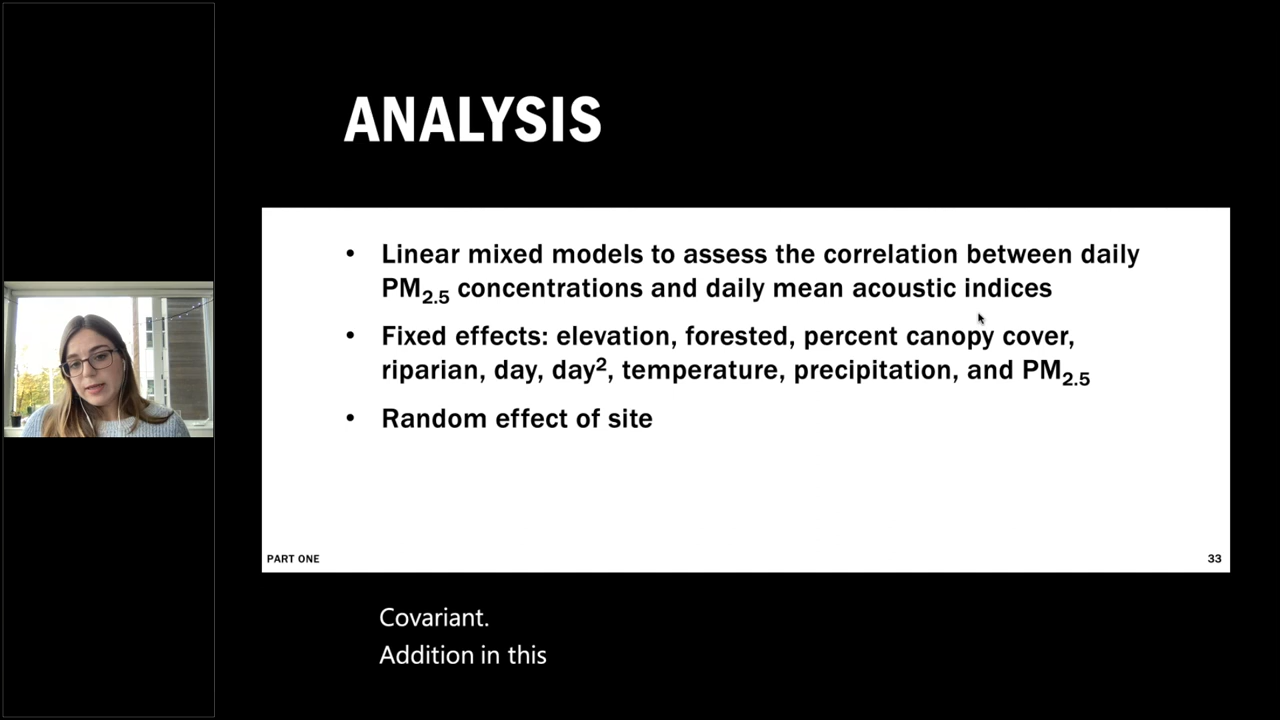 ANALYSIS
• Linear mixed models to assess the correlation between daily
PM₂.₅ concentrations and daily mean acoustic indices
• Fixed effects: elevation, forested, percent canopy cover,
riparian, day, day², temperature, precipitation, and PM₂.₅
• Random effect of site
PART ONE
33
Covariant.
Addition in this